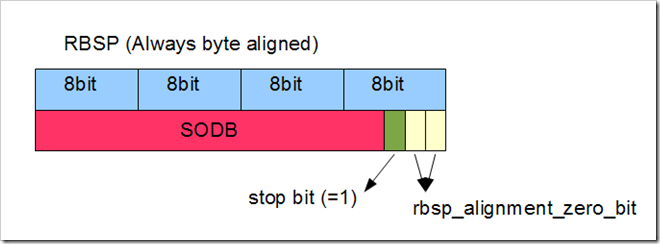 RBSP (Always byte aligned)
8bit 8bit 8bit 8bit
SODB
stop bit (=1)
rbsp_alignment_zero_bit